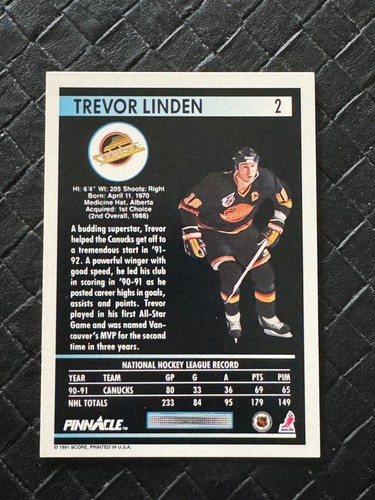 TREVOR LINDEN 2
CANUCKS
Ht: 6'4" Wt: 205 Shoots: Right
Born: April 11, 1970
Medicine Hat, Alberta
Acquired: 1st Choice
(2nd Overall, 1988)
A budding superstar, Trevor
helped the Canucks get off to
a tremendous start in '91-
92. A powerful winger with
good speed, he led his club
in scoring in '90-91 as he
posted career highs in goals,
assists and points. Trevor
played in his first All-Star
Game and was named Van-
couver's MVP for the second
time in three years.
NATIONAL HOCKEY LEAGUE RECORD
YEAR TEAM GP G A PTS PIM
90-91 CANUCKS 80 33 36 69 65
NHL TOTALS 233 84 95 179 149
PINNACLE™ NHL
© 1991 SCORE, PRINTED IN U.S.A.